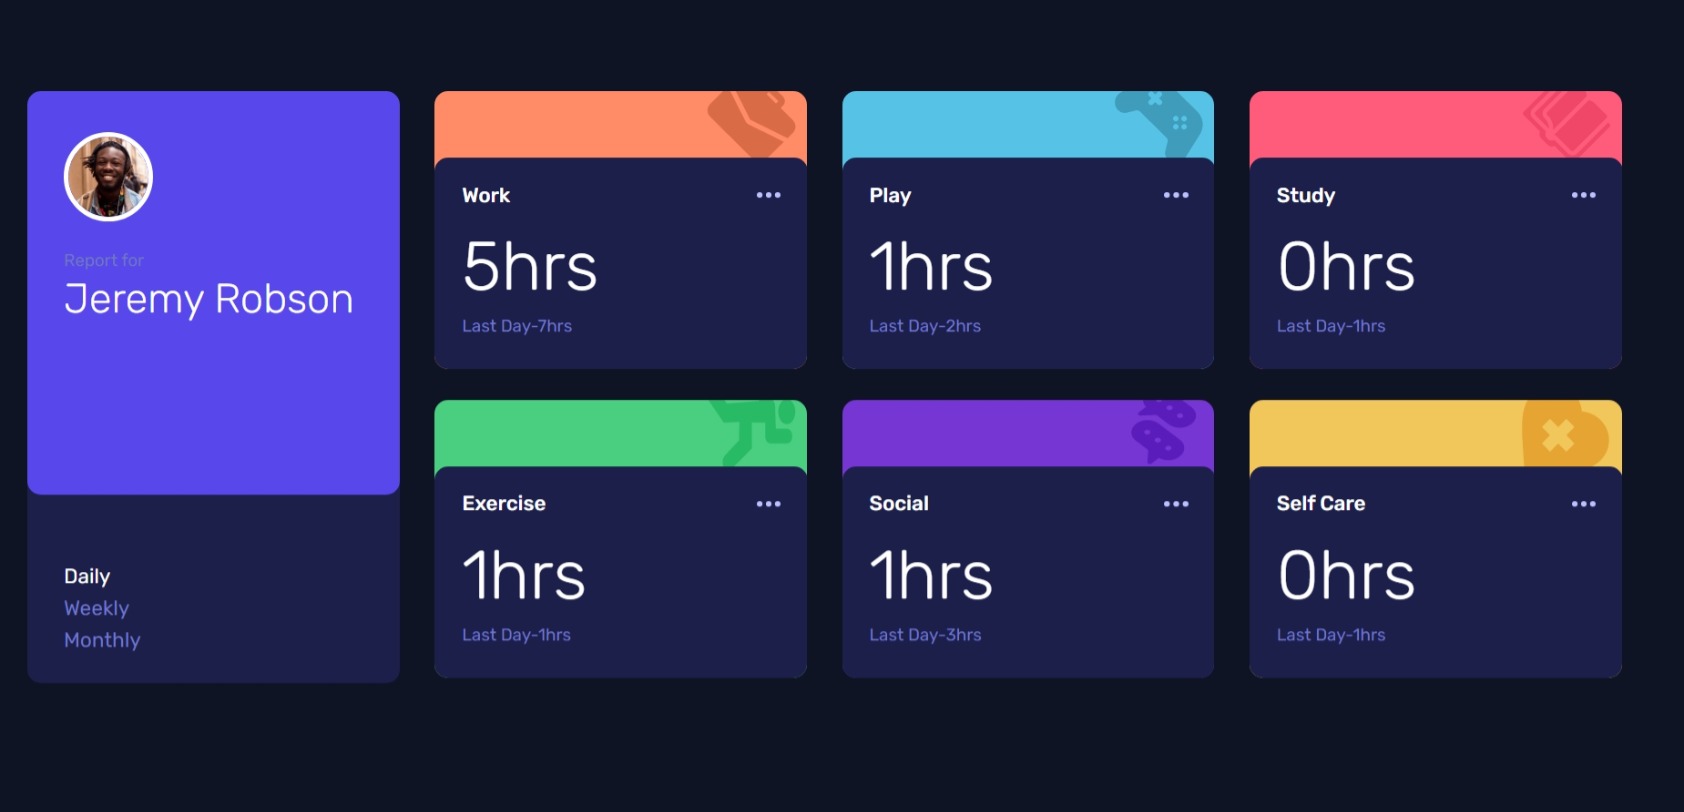 Report for
Jeremy Robson
Daily
Weekly
Monthly
Work
5hrs
Last Day-7hrs
Play
1hrs
Last Day-2hrs
Study
0hrs
Last Day-1hrs
Exercise
1hrs
Last Day-1hrs
Social
1hrs
Last Day-3hrs
Self Care
0hrs
Last Day-1hrs